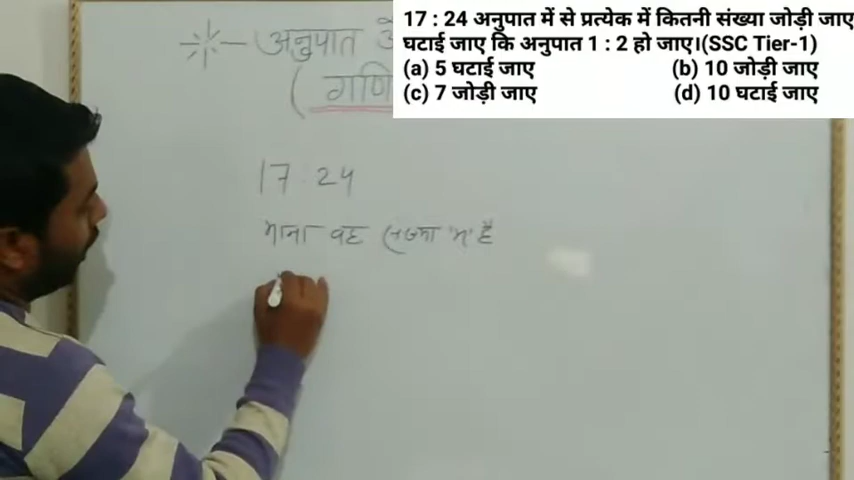 17 : 24 अनुपात में से प्रत्येक में कितनी संख्या जोड़ी जाए
घटाई जाए कि अनुपात 1 : 2 हो जाए।(SSC Tier-1)
(a) 5 घटाई जाए (b) 10 जोड़ी जाए
(c) 7 जोड़ी जाए (d) 10 घटाई जाए
अनुपात
( गणि
17 : 24
माना वह संख्या 'म' है